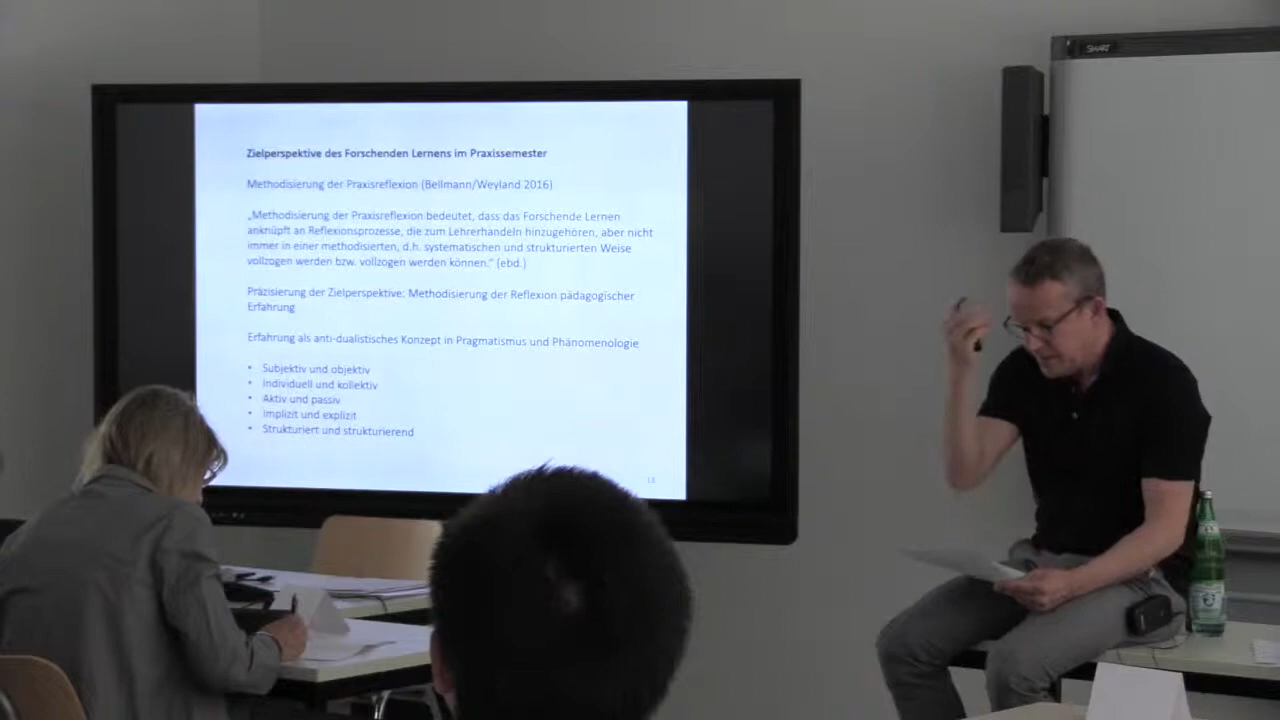 SMART
Zielperspektive des Forschenden Lernens im Praxissemester
Methodisierung der Praxisreflexion (Bellmann/Weyland 2016)
„Methodisierung der Praxisreflexion bedeutet, dass das Forschende Lernen
anknüpft an Reflexionsprozesse, die zum Lehrerhandeln hinzugehören, aber nicht
immer in einer methodisierten, d.h. systematischen und strukturierten Weise
vollzogen werden bzw. vollzogen werden können.“ (ebd.)
Präzisierung der Zielperspektive: Methodisierung der Reflexion pädagogischer
Erfahrung
Erfahrung als anti-dualistisches Konzept in Pragmatismus und Phänomenologie
• Subjektiv und objektiv
• Individuell und kollektiv
• Aktiv und passiv
• Implizit und explizit
• Strukturiert und strukturierend